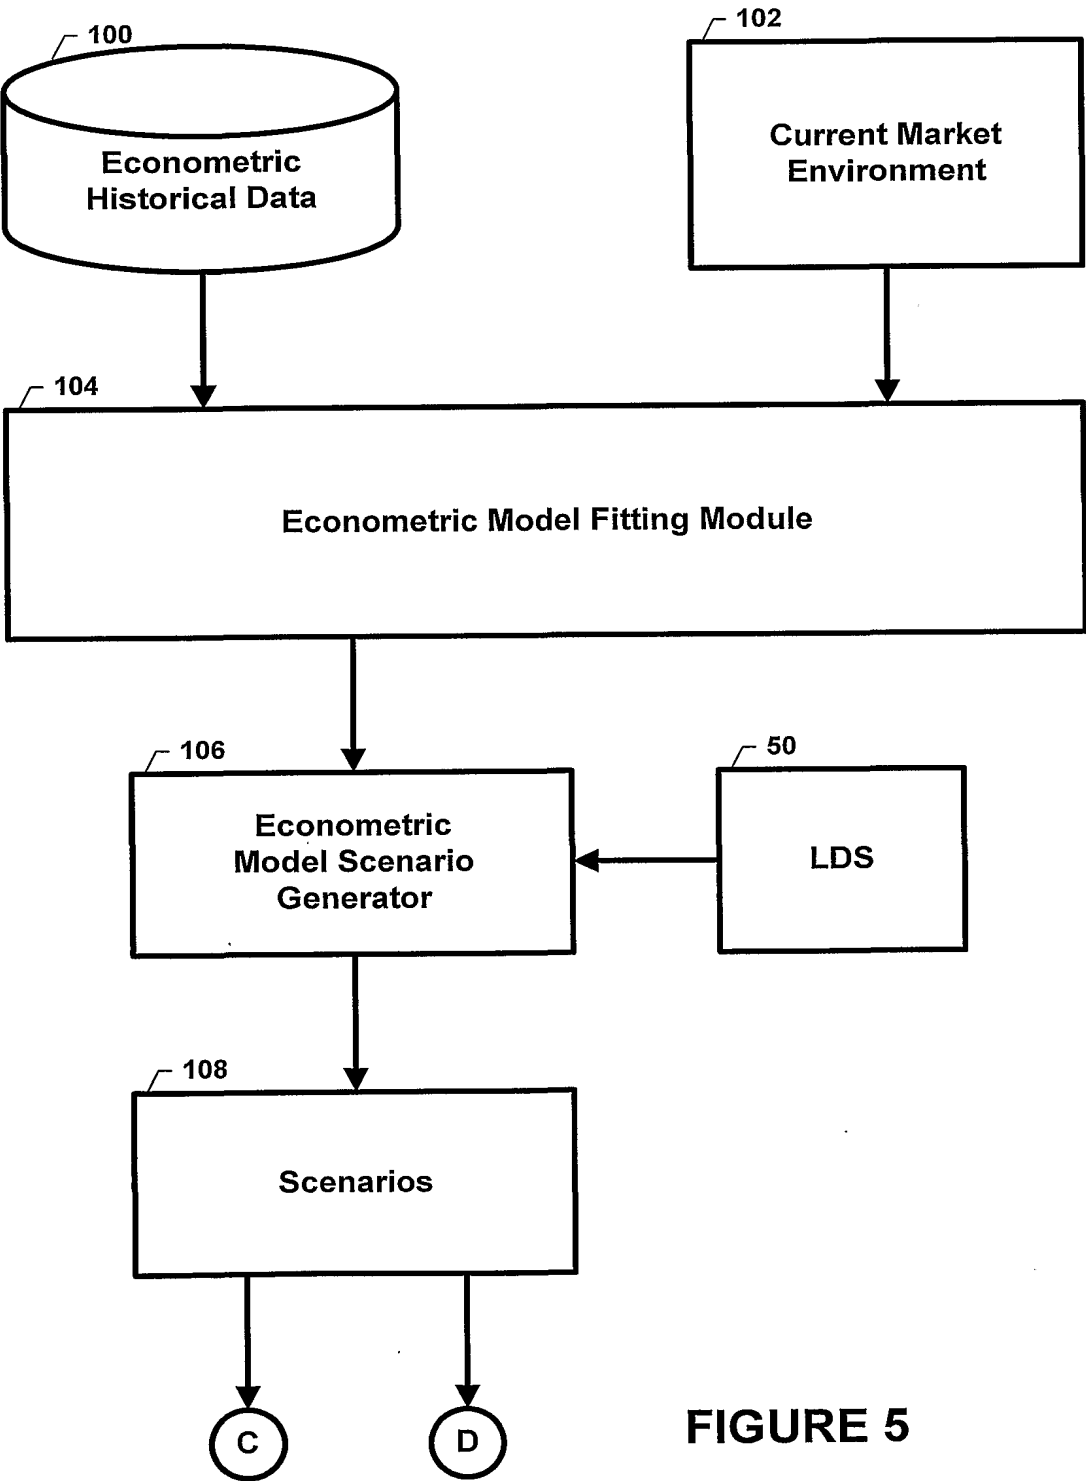 100
102
Econometric
Historical Data
Current Market
Environment
104
Econometric Model Fitting Module
106
50
Econometric
Model Scenario
Generator
LDS
108
Scenarios
C
D
FIGURE 5